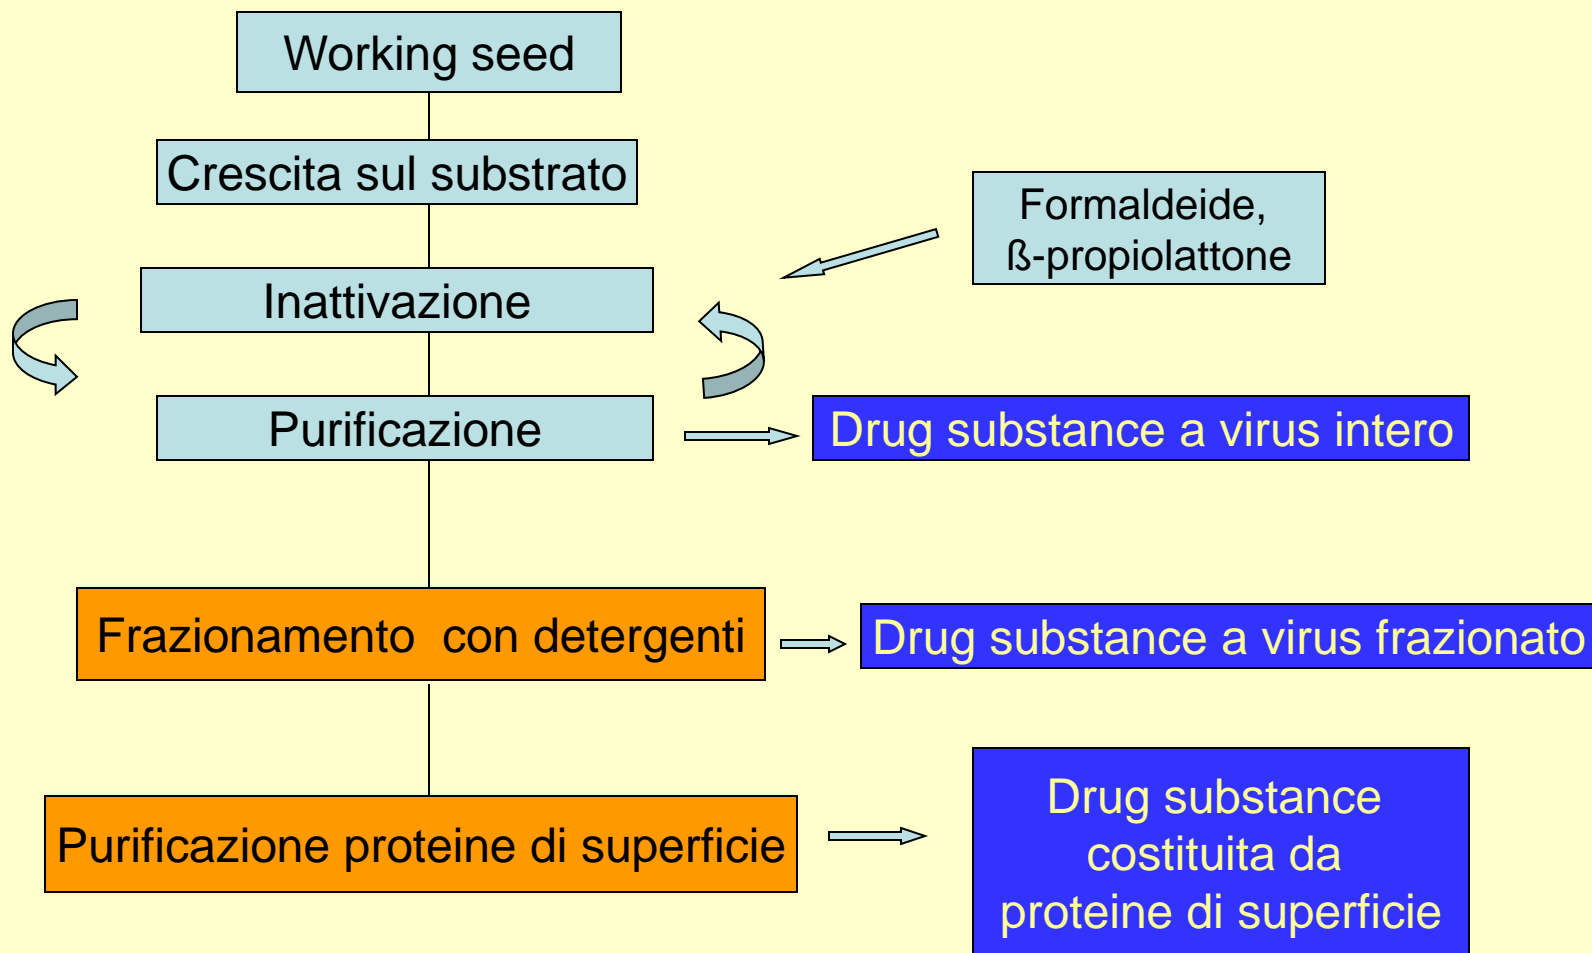 Working seed
Crescita sul substrato
Formaldeide,
ß-propiolattone
Inattivazione
Purificazione
Drug substance a virus intero
Frazionamento  con detergenti
Drug substance a virus frazionato
Purificazione proteine di superficie
Drug substance
costituita da
proteine di superficie